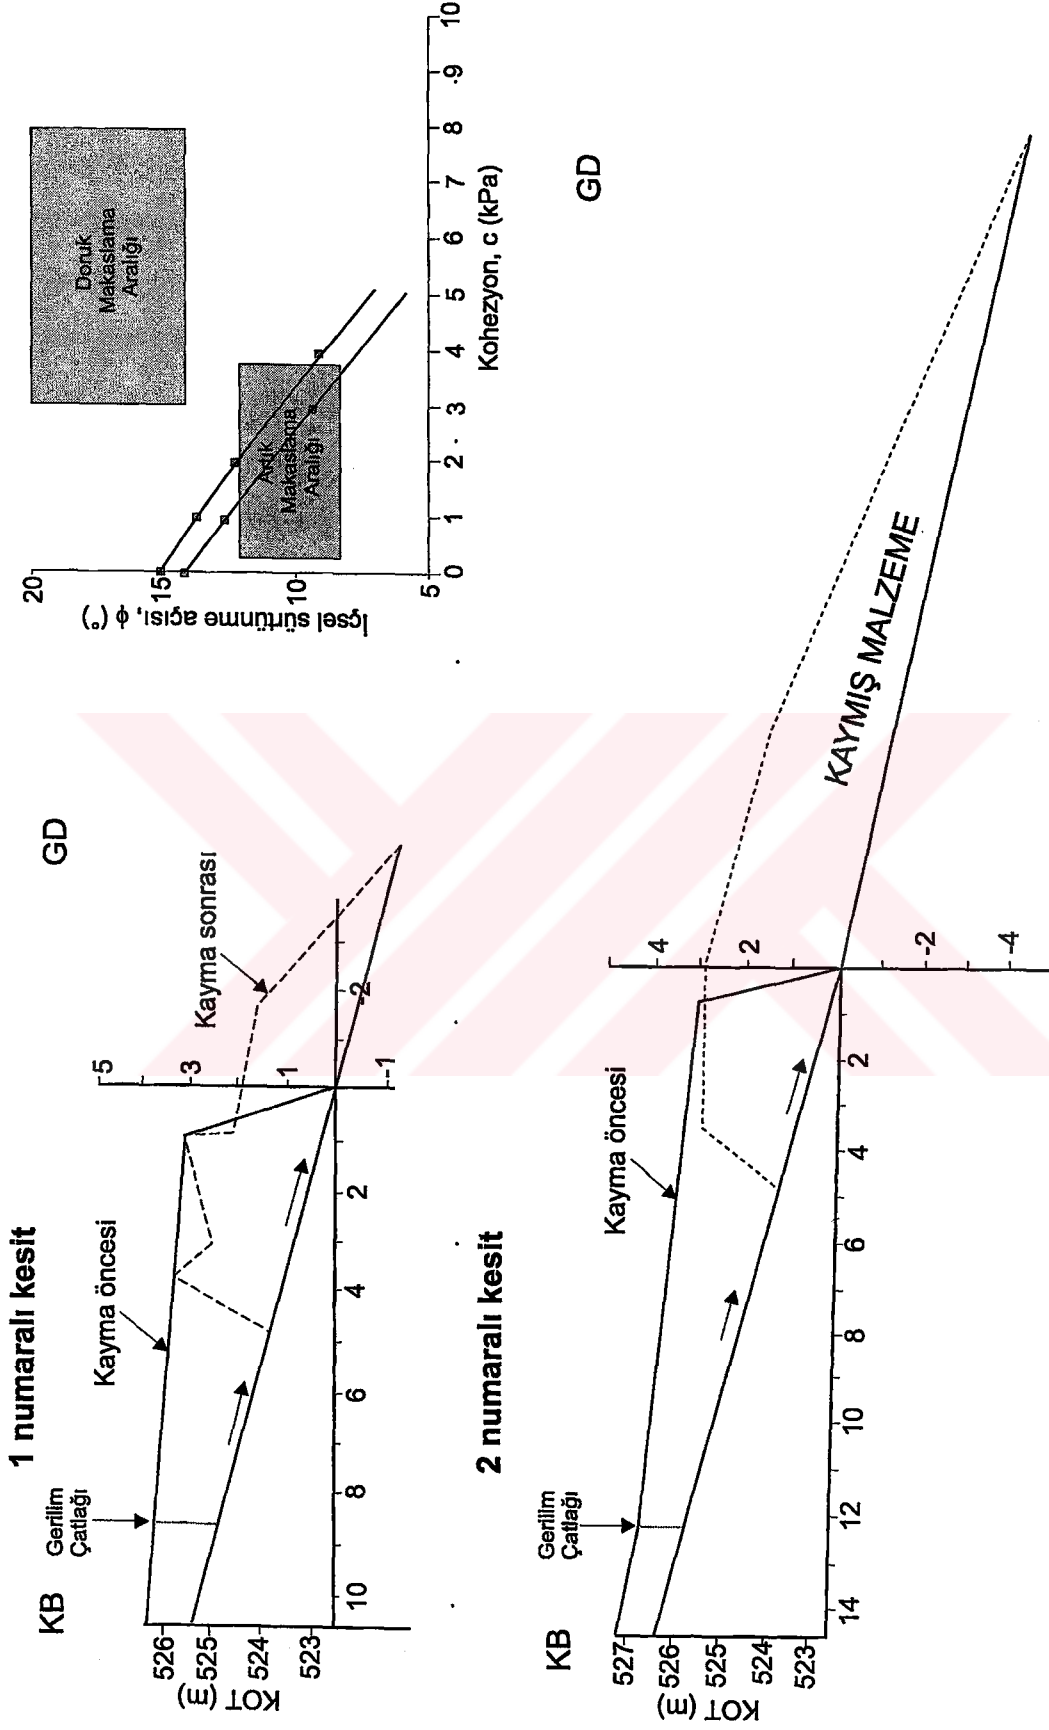 1 numaralı kesit
KB
GD
Gerilim
Çatlağı
Kayma öncesi
Kayma sonrası
KOT (m)
526
525
524
523
10
8
6
4
2
-2
5
3
1
-1
İçsel sürtünme açısı, ϕ (°)
20
15
10
5
Doruk
Makaslama
Aralığı
Artık
Makaslama
Aralığı
0 1 2 3 4 5 6 7 8 9 10
Kohezyon, c (kPa)
2 numaralı kesit
KB
GD
Gerilim
Çatlağı
Kayma öncesi
KAYMIŞ MALZEME
KOT (m)
527
526
525
524
523
14 12 10 8 6 4 2
4
2
-2
-4